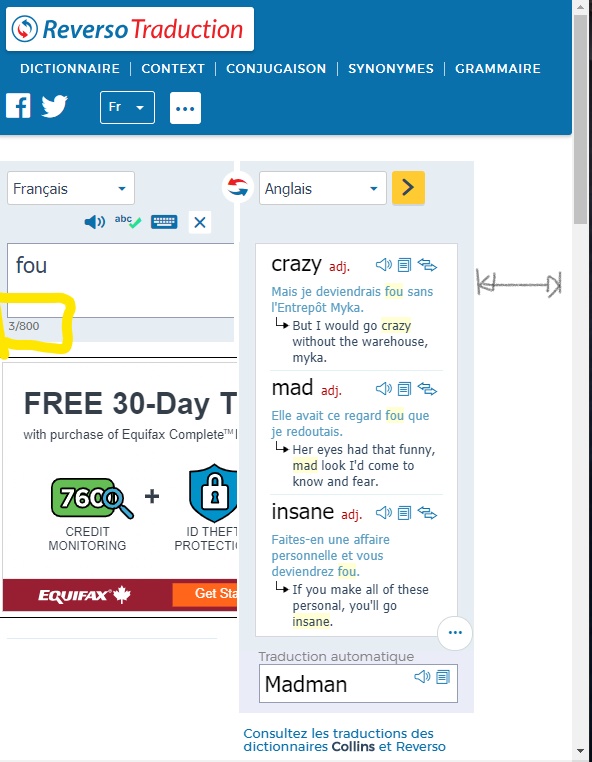 Reverso Traduction
DICTIONNAIRE CONTEXT CONJUGAISON SYNONYMES GRAMMAIRE
Fr
Français
abc
fou
3/800
FREE 30-Day T
with purchase of Equifax Complete™
760
+
CREDIT
MONITORING
ID THEFT
PROTECTI
EQUIFAX
Get Sta
Anglais
crazy adj.
Mais je deviendrais fou sans
l'Entrepôt Myka.
But I would go crazy
without the warehouse,
myka.
mad adj.
Elle avait ce regard fou que
je redoutais.
Her eyes had that funny,
mad look I'd come to
know and fear.
insane adj.
Faites-en une affaire
personnelle et vous
deviendrez fou.
If you make all of these
personal, you'll go
insane.
Traduction automatique
Madman
Consultez les traductions des
dictionnaires Collins et Reverso